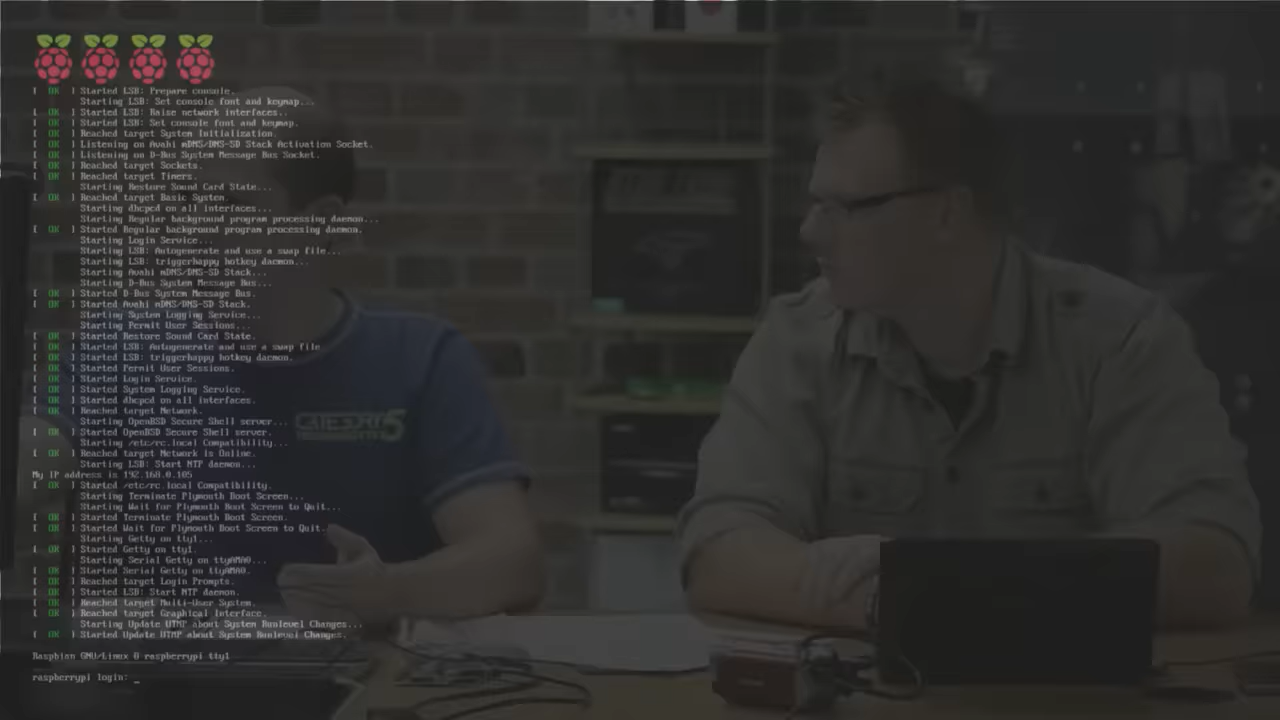 [ OK ] Started LSB: Prepare console.
Starting LSB: Set console font and keymap...
[ OK ] Started LSB: Raise network interfaces..
[ OK ] Started LSB: Set console font and keymap.
[ OK ] Reached target System Initialization.
[ OK ] Listening on Avahi mDNS/DNS-SD Stack Activation Socket.
[ OK ] Listening on D-Bus System Message Bus Socket.
[ OK ] Reached target Sockets.
[ OK ] Reached target Timers.
Starting Restore Sound Card State...
[ OK ] Reached target Basic System.
Starting dhcpcd on all interfaces...
Starting Regular background program processing daemon...
[ OK ] Started Regular background program processing daemon.
Starting Login Service...
Starting LSB: Autogenerate and use a swap file...
Starting LSB: triggerhappy hotkey daemon...
Starting Avahi mDNS/DNS-SD Stack...
Starting D-Bus System Message Bus...
[ OK ] Started D-Bus System Message Bus.
[ OK ] Started Avahi mDNS/DNS-SD Stack.
Starting System Logging Service...
Starting Permit User Sessions...
[ OK ] Started Restore Sound Card State.
[ OK ] Started LSB: Autogenerate and use a swap file
[ OK ] Started LSB: triggerhappy hotkey daemon.
[ OK ] Started Permit User Sessions.
[ OK ] Started Login Service.
[ OK ] Started System Logging Service.
[ OK ] Started dhcpcd on all interfaces.
[ OK ] Reached target Network.
Starting OpenBSD Secure Shell server...
[ OK ] Started OpenBSD Secure Shell server.
Starting /etc/rc.local Compatibility...
[ OK ] Reached target Network is Online.
Starting LSB: Start NTP daemon...
My IP address is 192.168.0.105
[ OK ] Started /etc/rc.local Compatibility.
Starting Terminate Plymouth Boot Screen...
Starting Wait for Plymouth Boot Screen to Quit...
[ OK ] Started Terminate Plymouth Boot Screen.
[ OK ] Started Wait for Plymouth Boot Screen to Quit.
Starting Getty on tty1...
[ OK ] Started Getty on tty1.
Starting Serial Getty on ttyAMA0...
[ OK ] Started Serial Getty on ttyAMA0.
[ OK ] Reached target Login Prompts.
[ OK ] Started LSB: Start NTP daemon.
[ OK ] Reached target Multi-User System.
[ OK ] Reached target Graphical Interface.
Starting Update UTMP about System Runlevel Changes...
[ OK ] Started Update UTMP about System Runlevel Changes.
Raspbian GNU/Linux 8 raspberrypi tty1
raspberrypi login: _